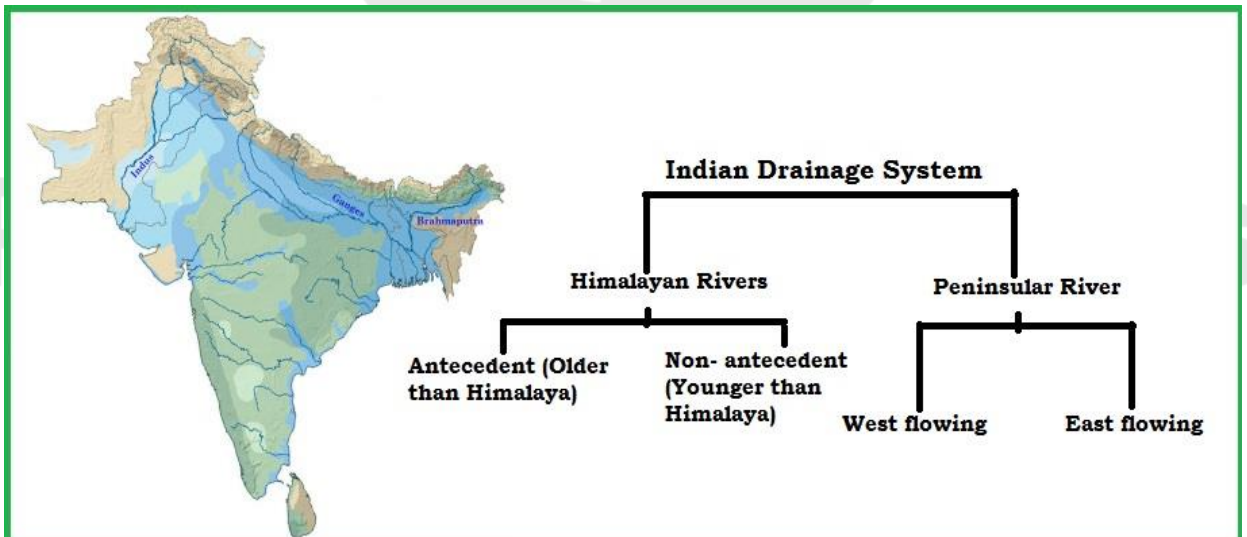 Indus
Ganges
Brahmaputra
Indian Drainage System
Himalayan Rivers
Peninsular River
Antecedent (Older
than Himalaya)
Non- antecedent
(Younger than
Himalaya)
West flowing
East flowing